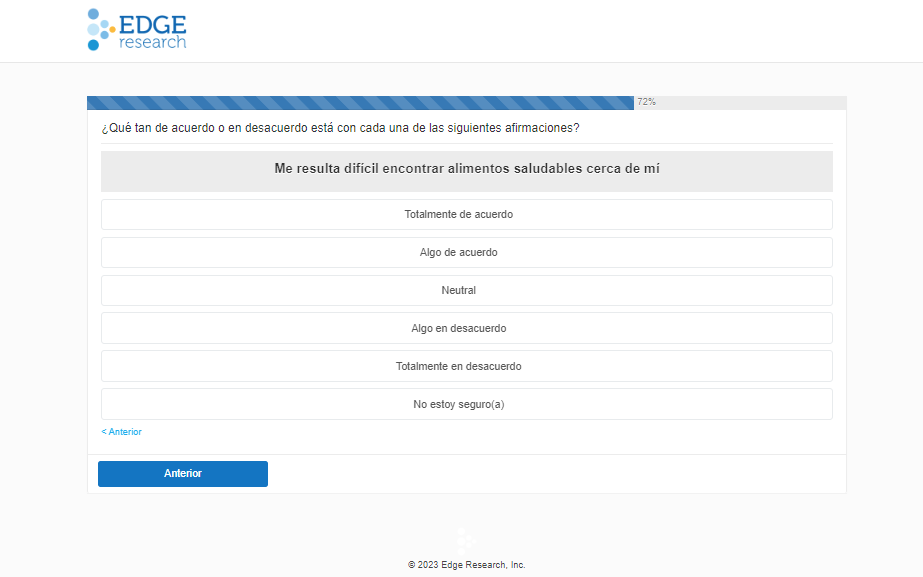 EDGE
research
72%
¿Qué tan de acuerdo o en desacuerdo está con cada una de las siguientes afirmaciones?
Me resulta difícil encontrar alimentos saludables cerca de mí
Totalmente de acuerdo
Algo de acuerdo
Neutral
Algo en desacuerdo
Totalmente en desacuerdo
No estoy seguro(a)
< Anterior
Anterior
© 2023 Edge Research, Inc.